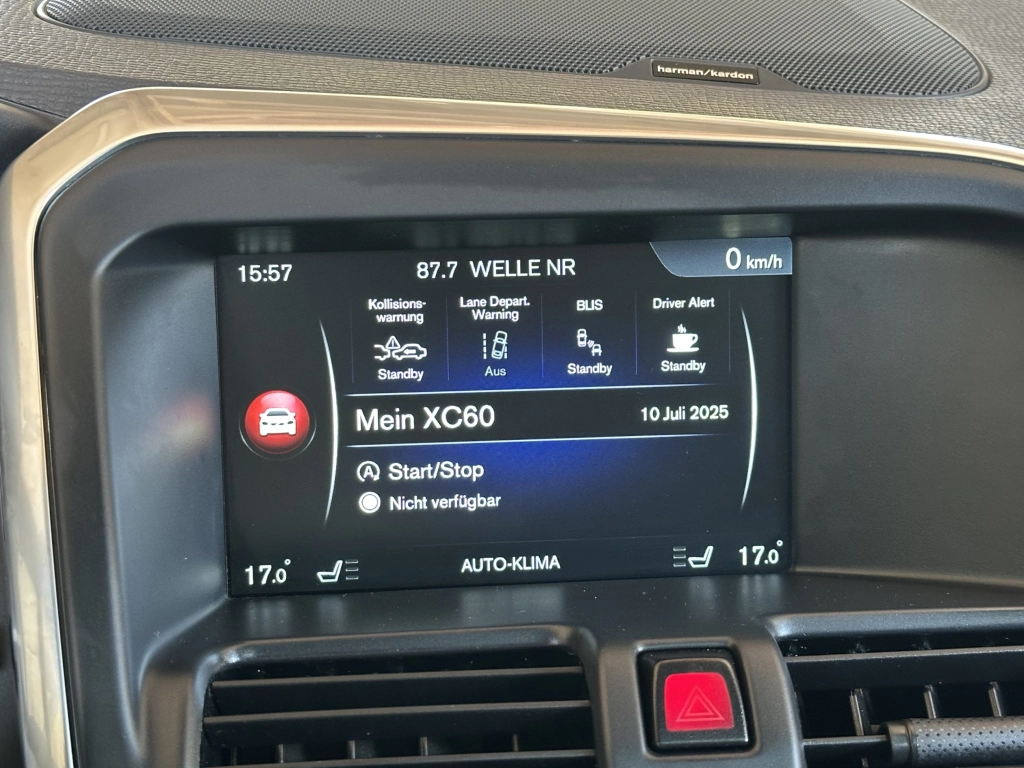 harman/kardon
15:57
87.7 WELLE NR
0 km/h
Kollisions-
warnung
Standby
Lane Depart.
Warning
Aus
BLIS
Standby
Driver Alert
Standby
Mein XC60
10 Juli 2025
A Start/Stop
Nicht verfügbar
17.0°
AUTO-KLIMA
17.0°